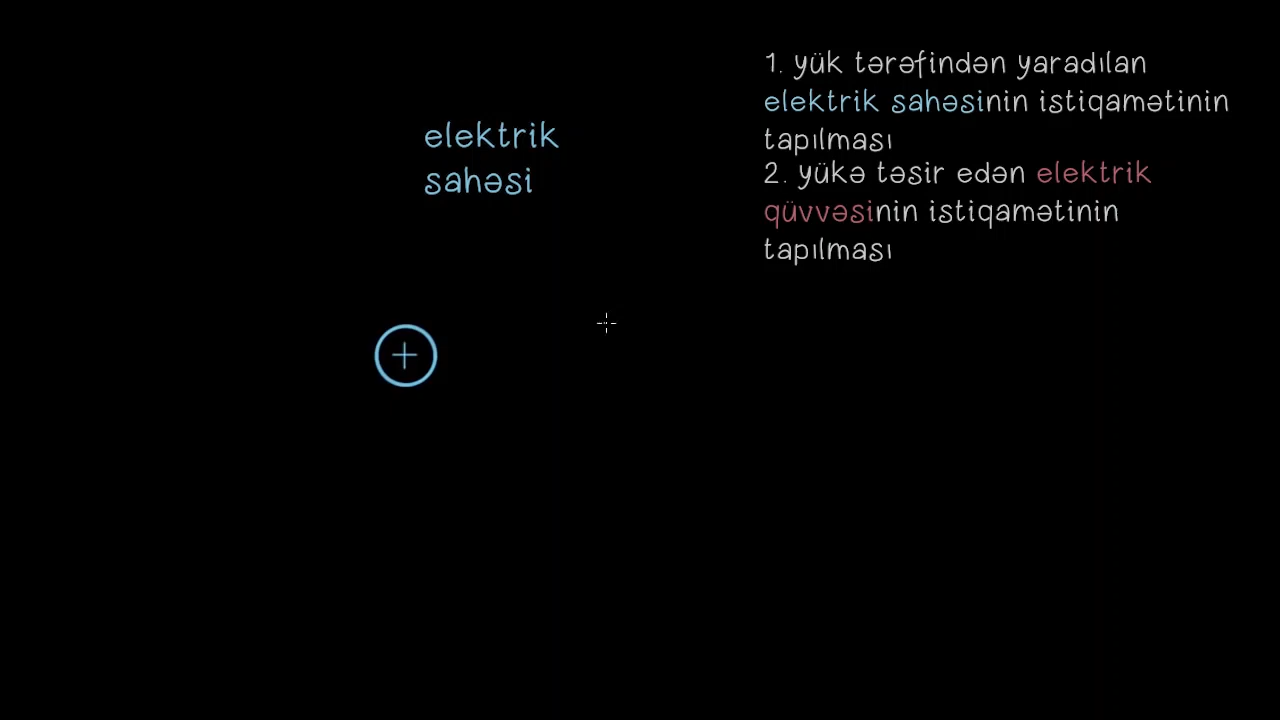 1. yük tərəfindən yaradılan
elektrik sahəsinin istiqamətinin
tapılması
2. yükə təsir edən elektrik
qüvvəsinin istiqamətinin
tapılması
elektrik
sahəsi
+